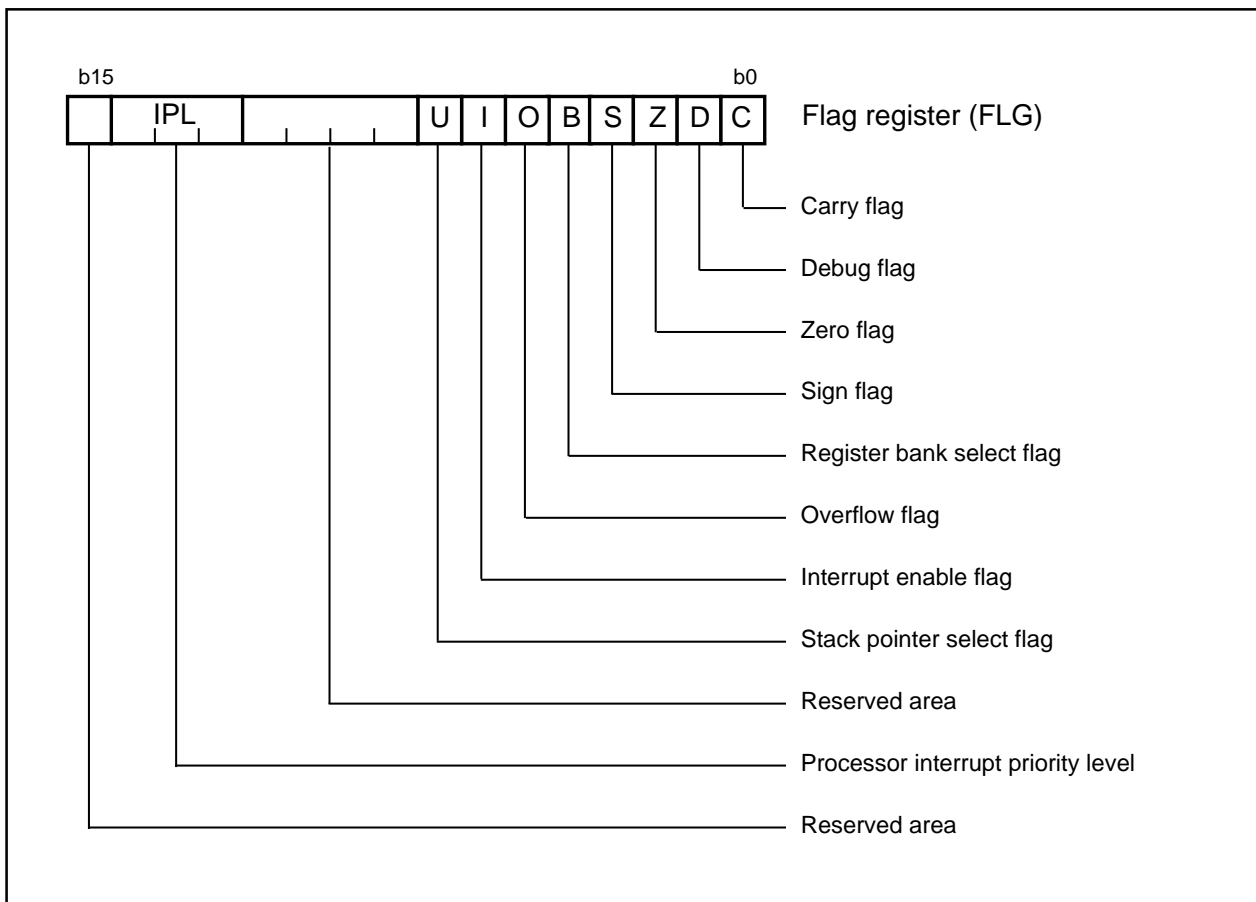 b15 b0
IPL U I O B S Z D C Flag register (FLG)
Carry flag
Debug flag
Zero flag
Sign flag
Register bank select flag
Overflow flag
Interrupt enable flag
Stack pointer select flag
Reserved area
Processor interrupt priority level
Reserved area